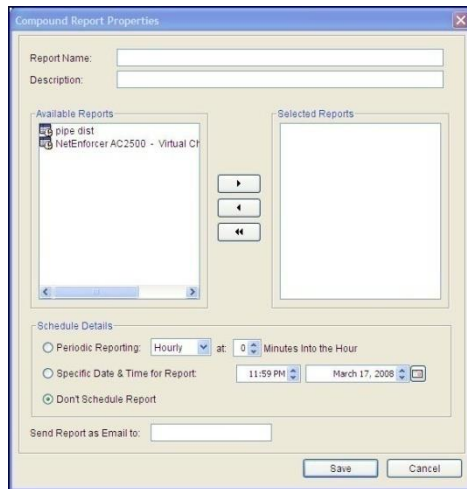 Compound Report Properties
Report Name:
Description:
Available Reports
Selected Reports
pipe dist
NetEnforcer AC2500 - Virtual Ch
Schedule Details
Periodic Reporting: Hourly at: 0 Minutes Into the Hour
Specific Date & Time for Report: 11:59 PM March 17, 2008
Don't Schedule Report
Send Report as Email to:
Save Cancel